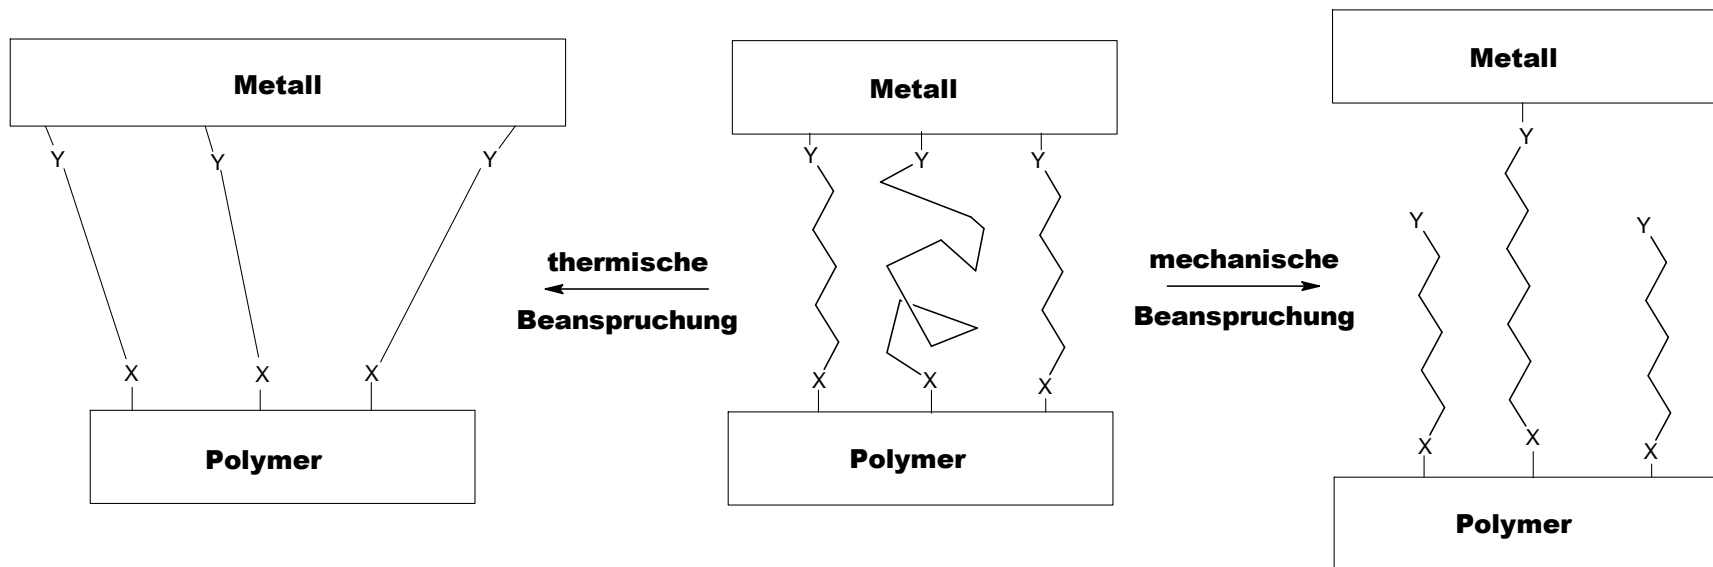 Metall
Y
Y
Y
X
X
X
Polymer
thermische
Beanspruchung
Metall
Y
Y
Y
X
X
X
Polymer
mechanische
Beanspruchung
Metall
Y
Y
Y
X
X
X
Polymer